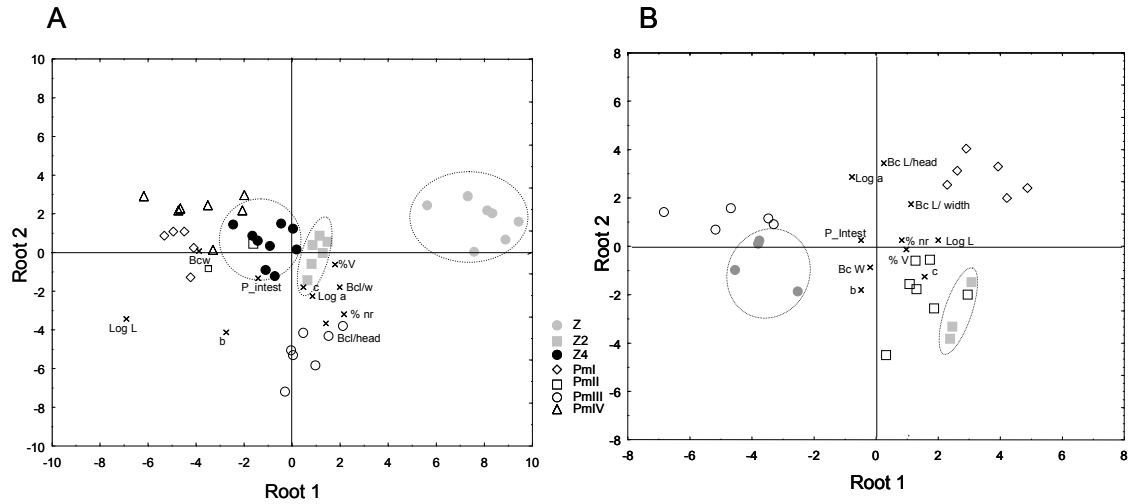 A
B
10
8
6
4
2
0
-2
-4
-6
-8
-10
Root 2
-10 -8 -6 -4 -2 0 2 4 6 8 10
Root 1
Bcw
P_intest
Log L
b
%V
c
Bcl/w
Log a
% nr
Bcl/head
Z
Z2
Z4
PmI
PmII
PmIII
PmIV
8
6
4
2
0
-2
-4
-6
-8
Root 2
-8 -6 -4 -2 0 2 4 6 8
Root 1
Bc L/head
Log a
Bc L/ width
P_Intest
% nr
Log L
% V
Bc W
c
b